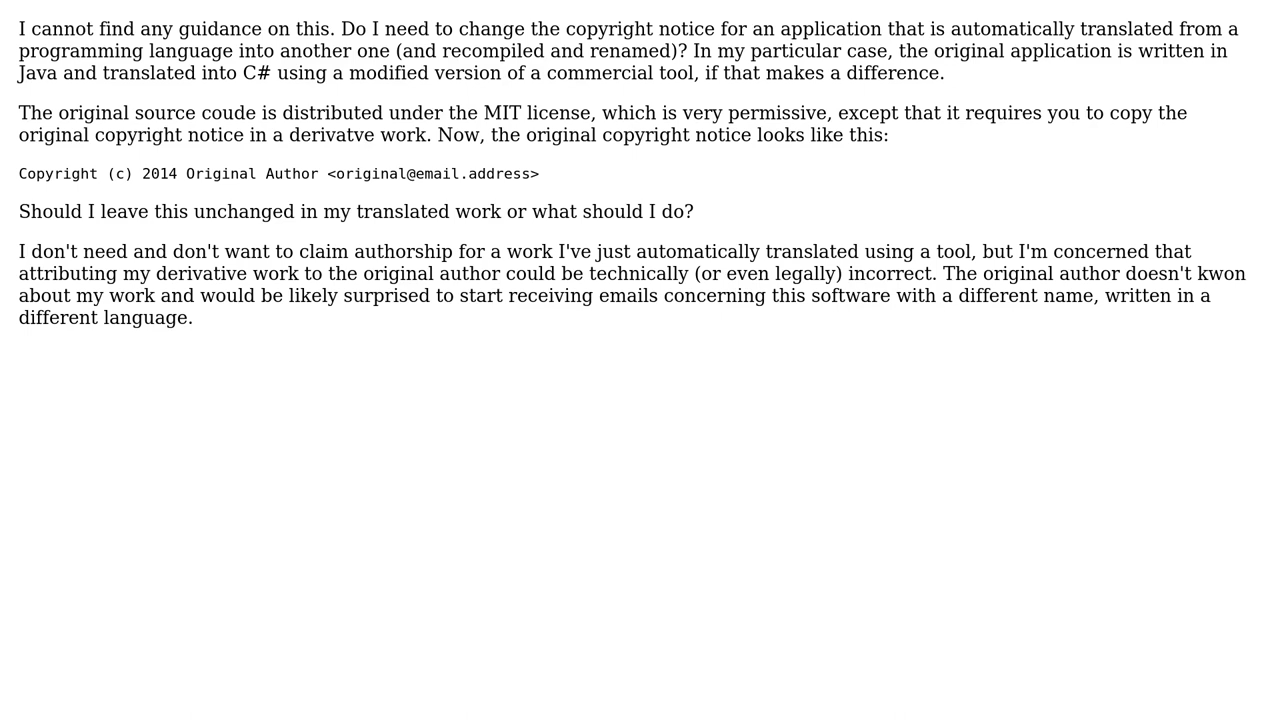 I cannot find any guidance on this. Do I need to change the copyright notice for an application that is automatically translated from a
programming language into another one (and recompiled and renamed)? In my particular case, the original application is written in
Java and translated into C# using a modified version of a commercial tool, if that makes a difference.
The original source coude is distributed under the MIT license, which is very permissive, except that it requires you to copy the
original copyright notice in a derivatve work. Now, the original copyright notice looks like this:
Copyright (c) 2014 Original Author <original@email.address>
Should I leave this unchanged in my translated work or what should I do?
I don't need and don't want to claim authorship for a work I've just automatically translated using a tool, but I'm concerned that
attributing my derivative work to the original author could be technically (or even legally) incorrect. The original author doesn't kwon
about my work and would be likely surprised to start receiving emails concerning this software with a different name, written in a
different language.